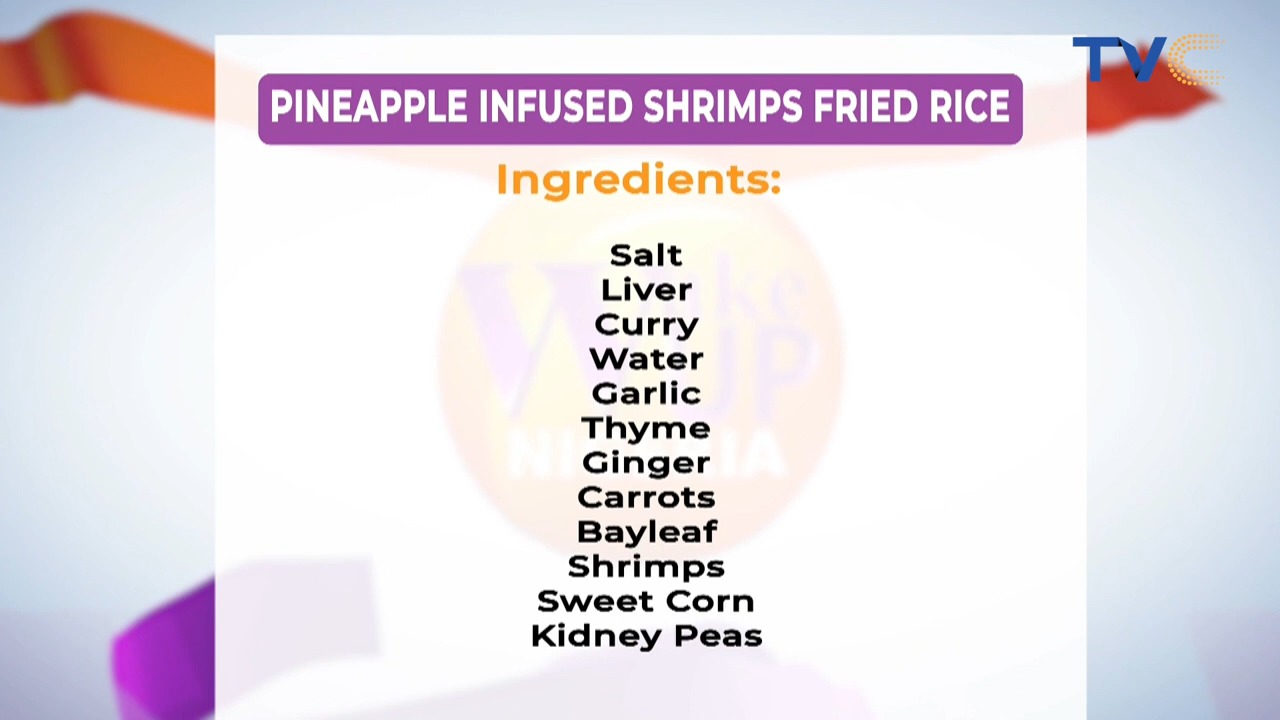 TVC
PINEAPPLE INFUSED SHRIMPS FRIED RICE
Ingredients:
Salt
Liver
Curry
Water
Garlic
Thyme
Ginger
Carrots
Bayleaf
Shrimps
Sweet Corn
Kidney Peas